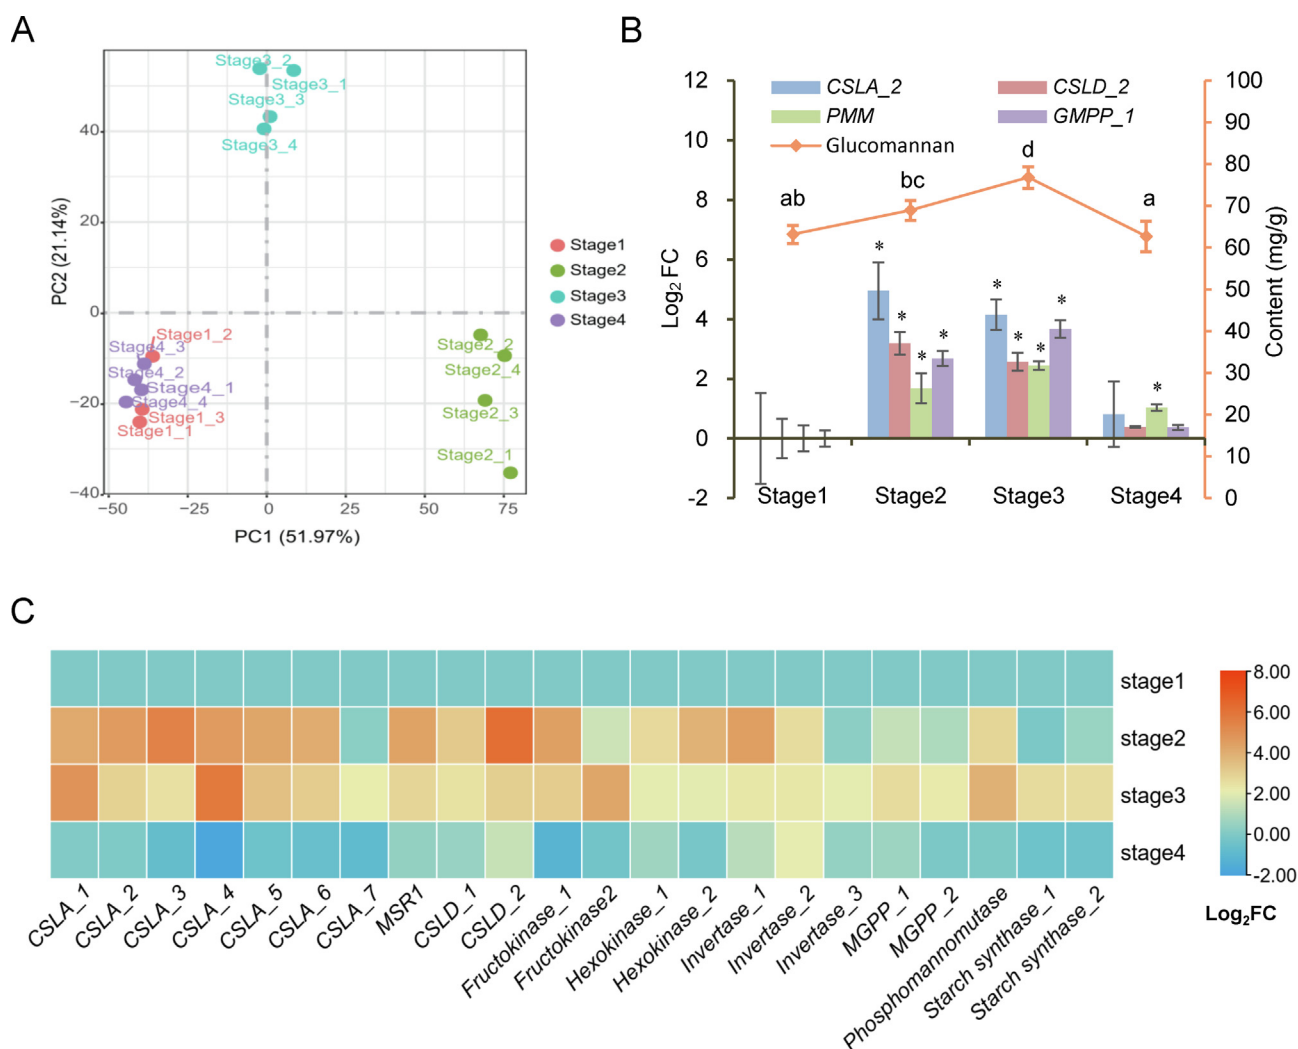 A
Stage3_2
Stage3_1
Stage3_3
Stage3_4
Stage1_2
Stage4_3
Stage4_2
Stage4_1
Stage4_4
Stage1_3
Stage1_1
Stage2_2
Stage2_4
Stage2_3
Stage2_1
40
20
0
−20
−40
−50
−25
0
25
50
75
PC2 (21.14%)
PC1 (51.97%)
Stage1
Stage2
Stage3
Stage4
B
CSLA_2
CSLD_2
PMM
GMPP_1
Glucomannan
12
10
8
6
4
2
0
-2
Log₂ FC
100
90
80
70
60
50
40
30
20
10
0
Content (mg/g)
ab
bc
d
a
* * * *
* * * *
*
Stage1 Stage2 Stage3 Stage4
C
stage1
stage2
stage3
stage4
CSLA_1
CSLA_2
CSLA_3
CSLA_4
CSLA_5
CSLA_6
CSLA_7
MSR1
CSLD_1
CSLD_2
Fructokinase_1
Fructokinase2
Hexokinase_1
Hexokinase_2
Invertase_1
Invertase_2
Invertase_3
MGPP_1
MGPP_2
Phosphomannomutase
Starch synthase_1
Starch synthase_2
8.00
6.00
4.00
2.00
0.00
-2.00
Log₂FC